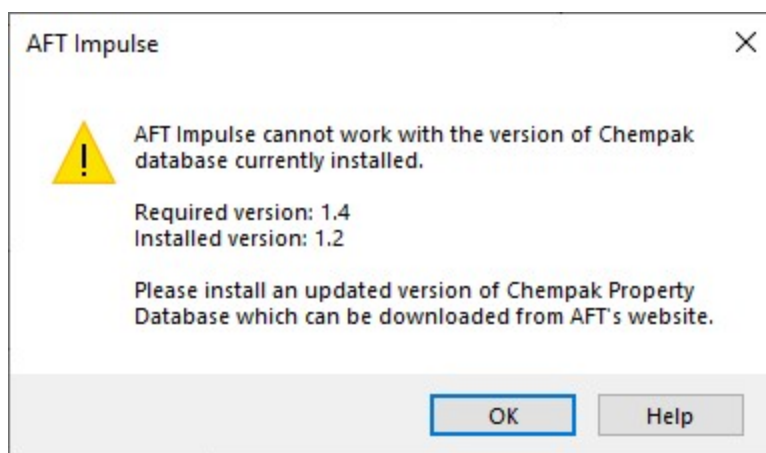 AFT Impulse
AFT Impulse cannot work with the version of Chempak
database currently installed.
Required version: 1.4
Installed version: 1.2
Please install an updated version of Chempak Property
Database which can be downloaded from AFT's website.
OK
Help